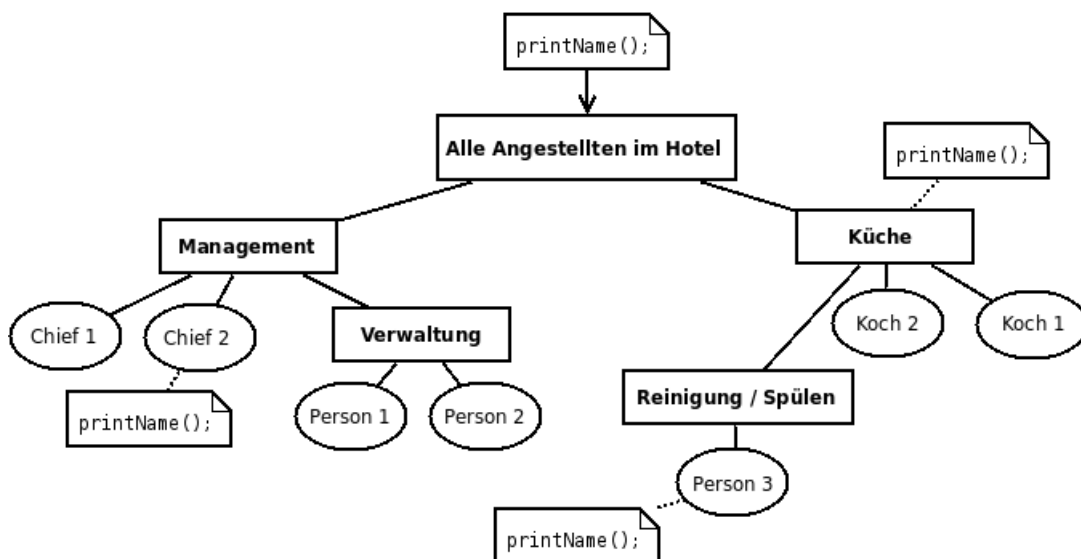 printName();
Alle Angestellten im Hotel
printName();
Management
Küche
Chief 1
Chief 2
Verwaltung
Koch 2
Koch 1
printName();
Person 1
Person 2
Reinigung / Spülen
Person 3
printName();